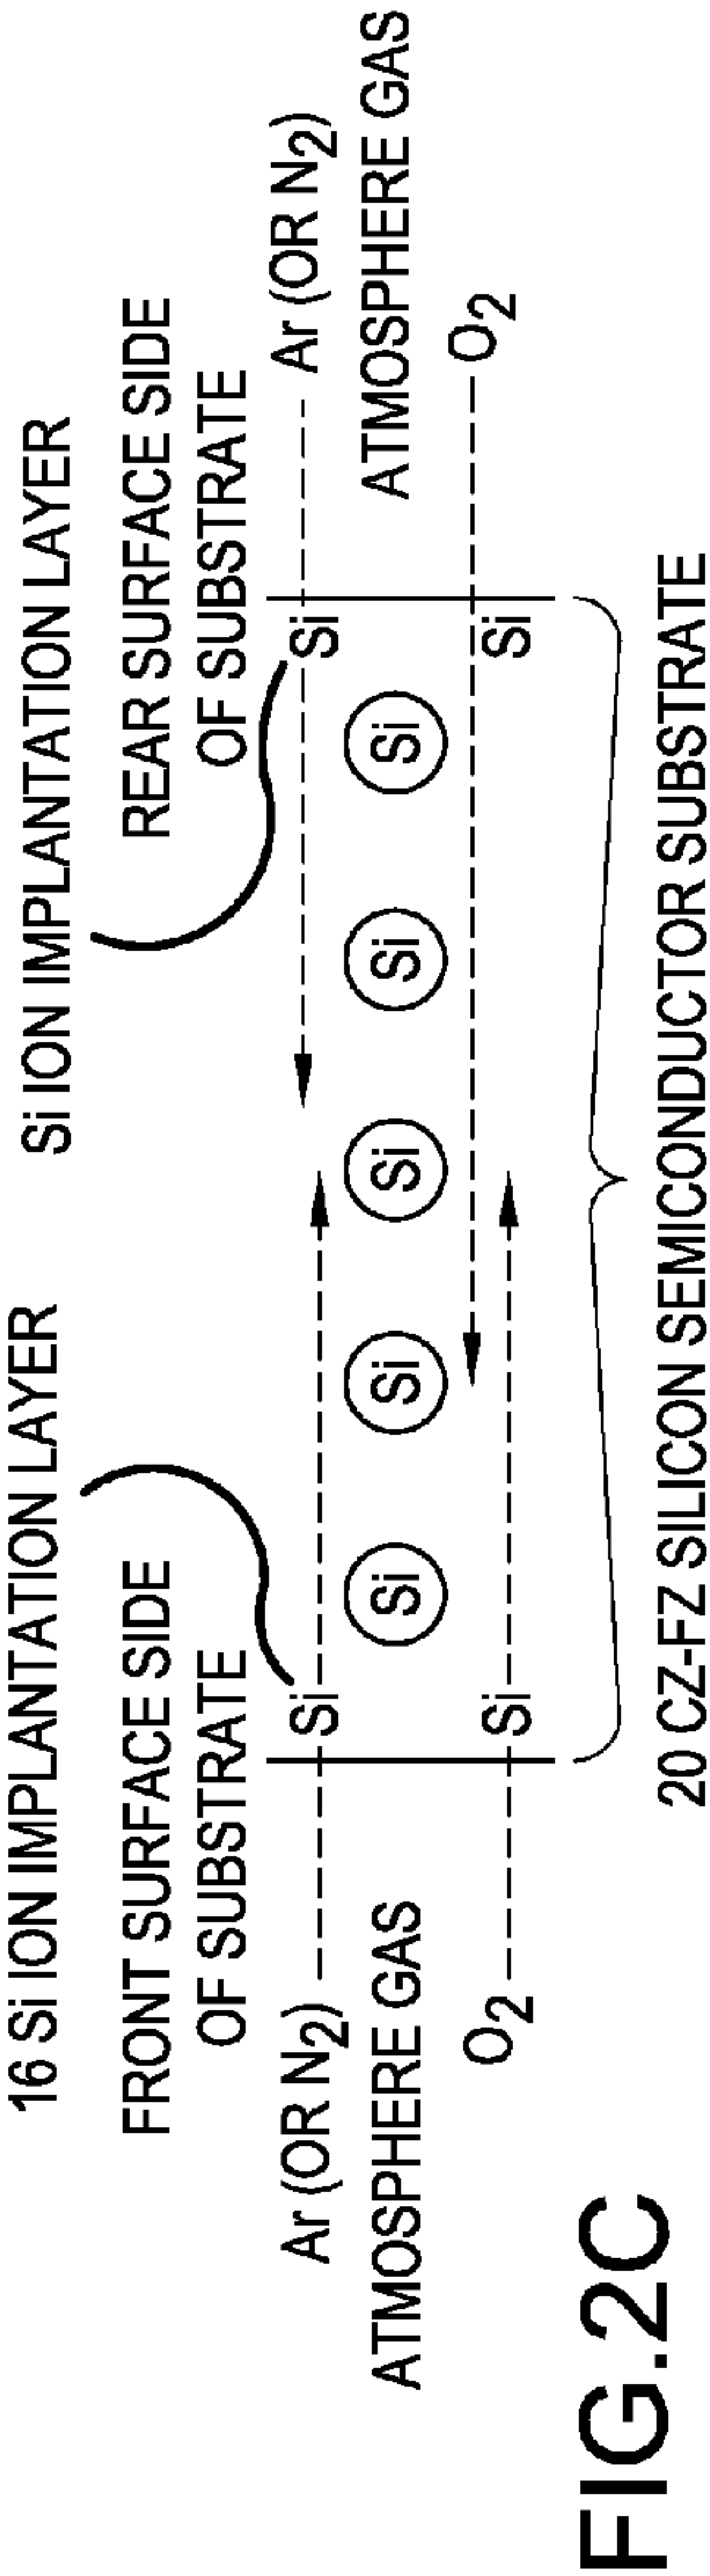 16 Si ION IMPLANTATION LAYER
Si ION IMPLANTATION LAYER
FRONT SURFACE SIDE
OF SUBSTRATE
REAR SURFACE SIDE
OF SUBSTRATE
Ar (OR N2)
ATMOSPHERE GAS
Si
Si
Ar (OR N2)
ATMOSPHERE GAS
Si
Si
Si
Si
Si
O2
Si
Si
O2
20 CZ-FZ SILICON SEMICONDUCTOR SUBSTRATE
FIG.2C